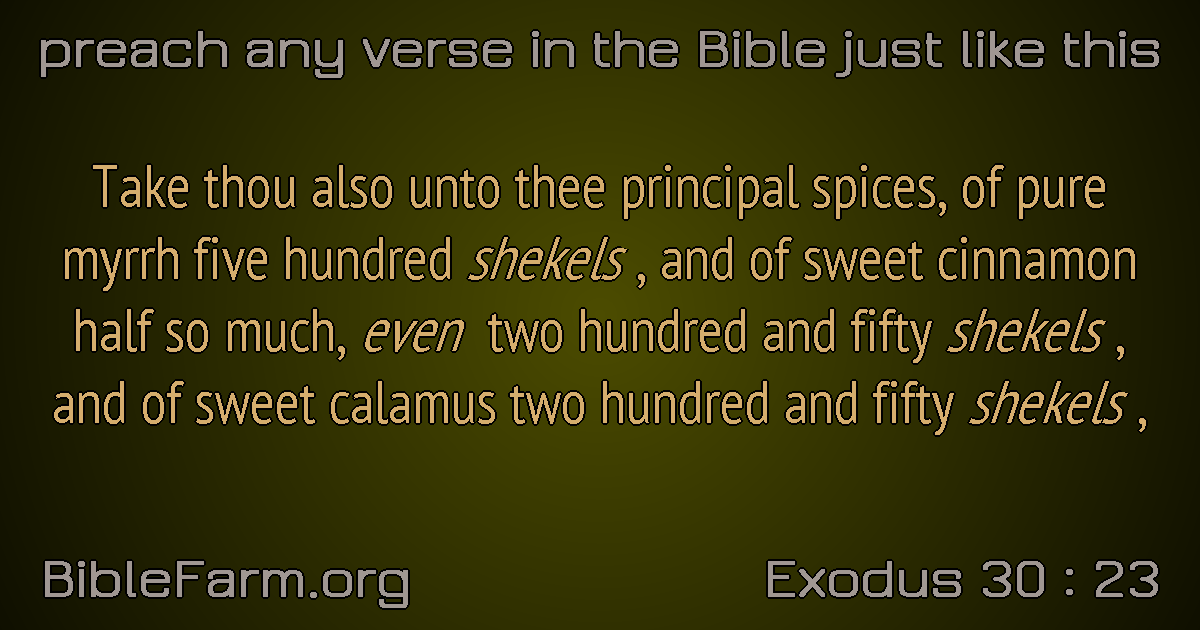 preach any verse in the Bible just like this
Take thou also unto thee principal spices, of pure
myrrh five hundred shekels , and of sweet cinnamon
half so much, even two hundred and fifty shekels ,
and of sweet calamus two hundred and fifty shekels ,
BibleFarm.org
Exodus 30 : 23